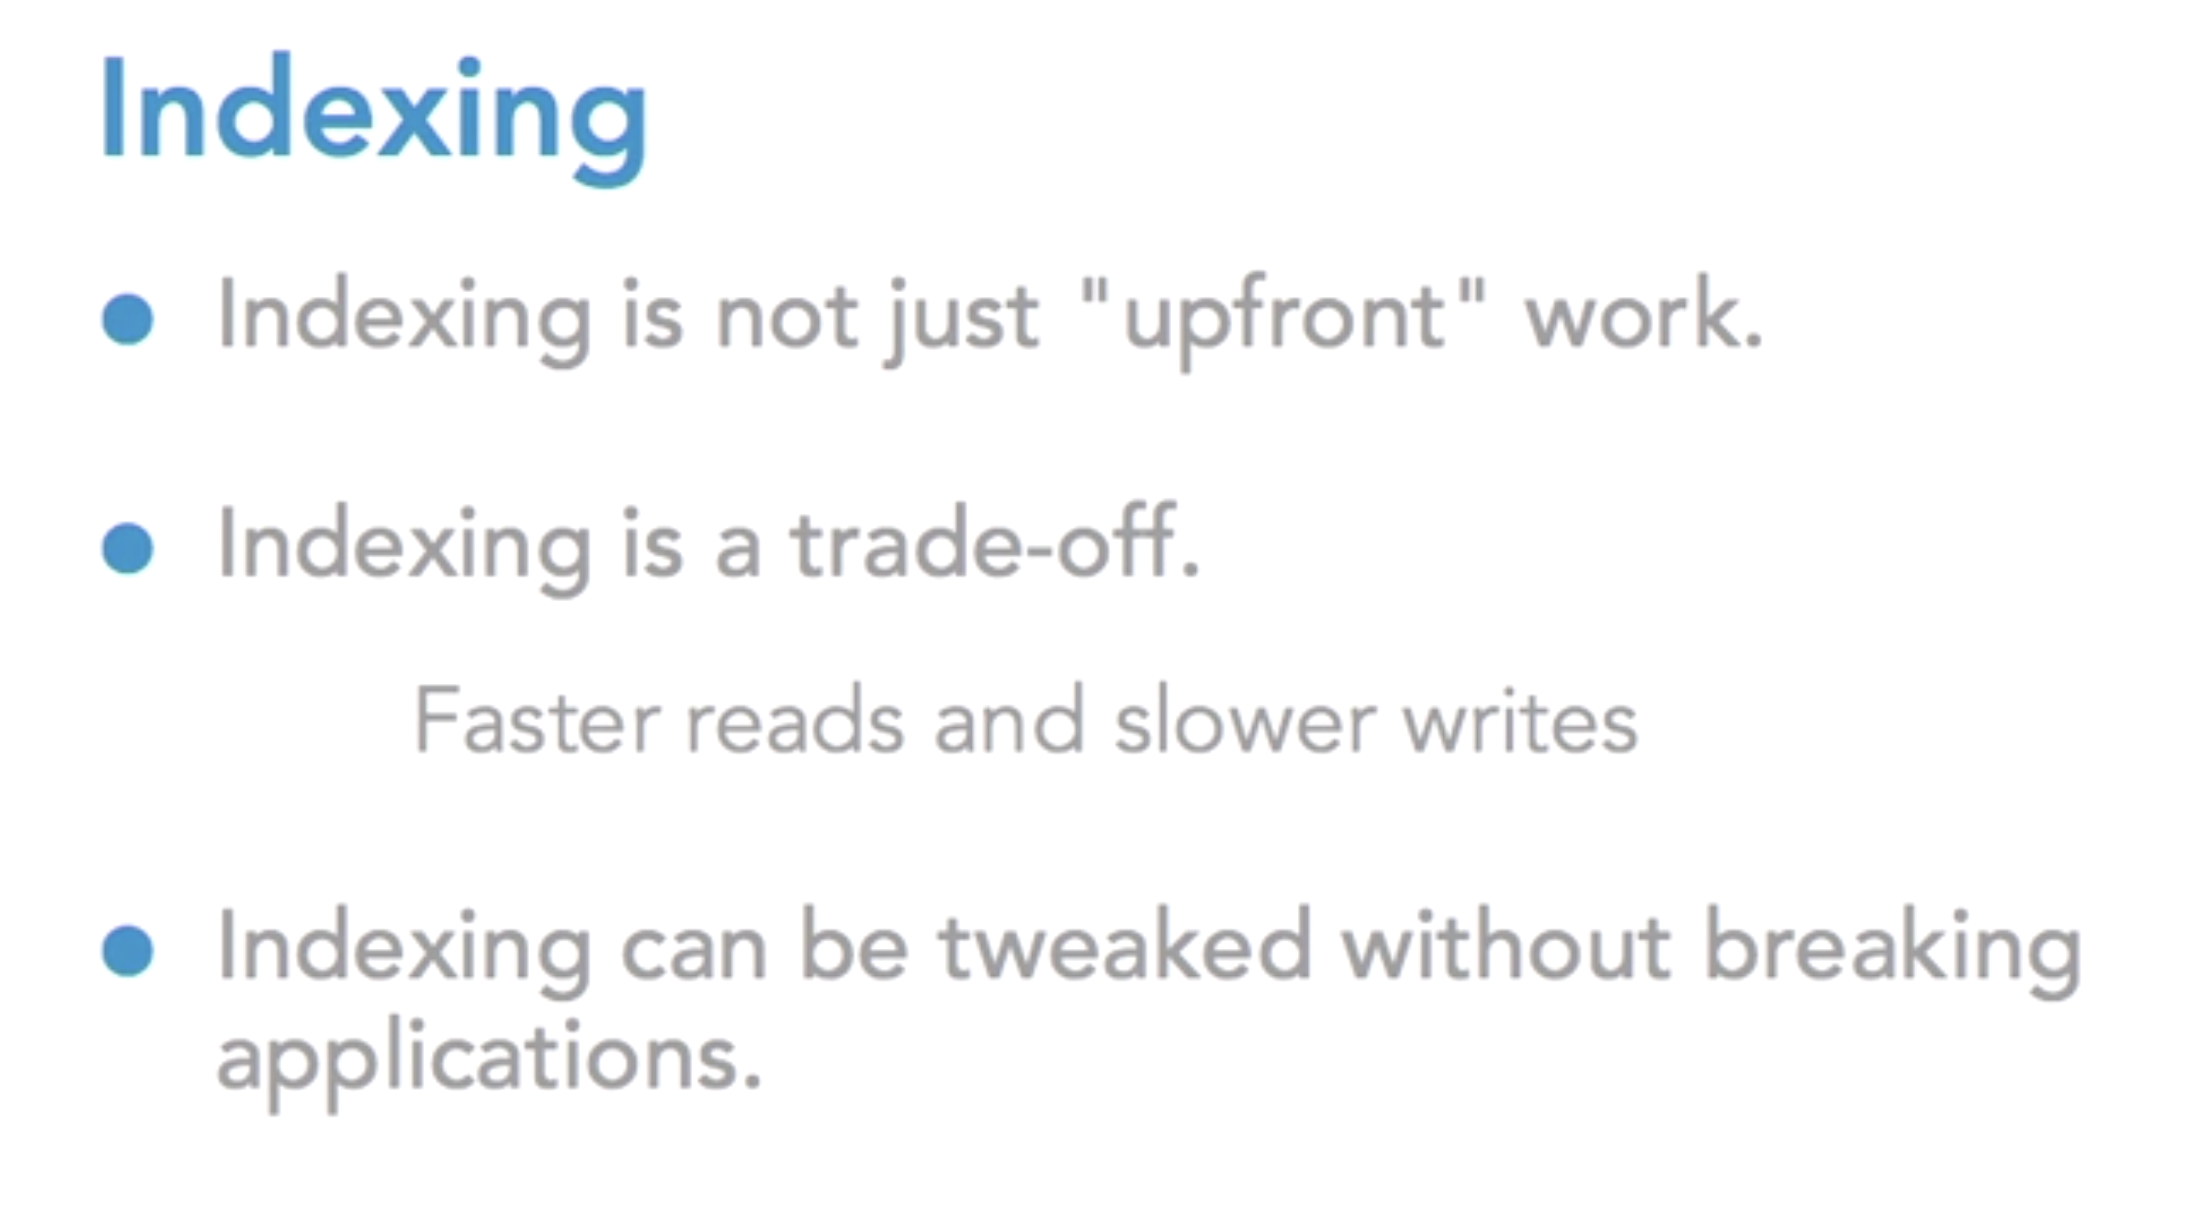 Indexing
Indexing is not just "upfront" work.
Indexing is a trade-off.
Faster reads and slower writes
Indexing can be tweaked without breaking
applications.